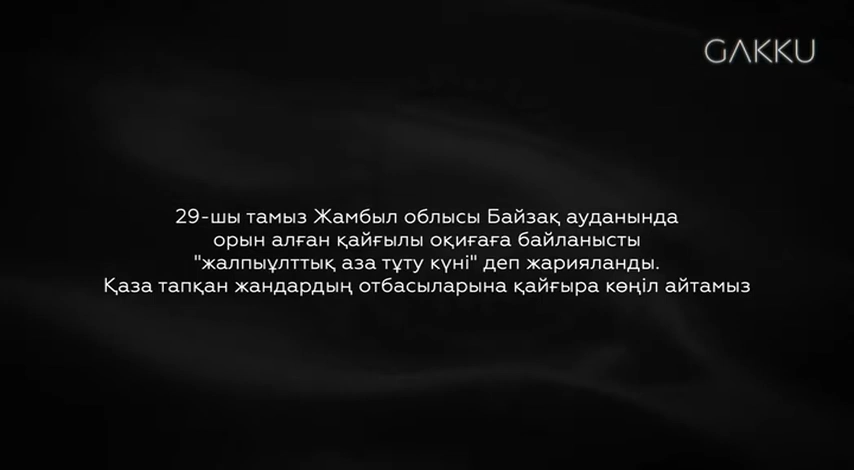 GAKKU
29-шы тамыз Жамбыл облысы Байзақ ауданында
орын алған қайғылы оқиғаға байланысты
"жалпыұлттық аза тұту күні" деп жарияланды.
Қаза тапқан жандардың отбасыларына қайғыра көңіл айтамыз